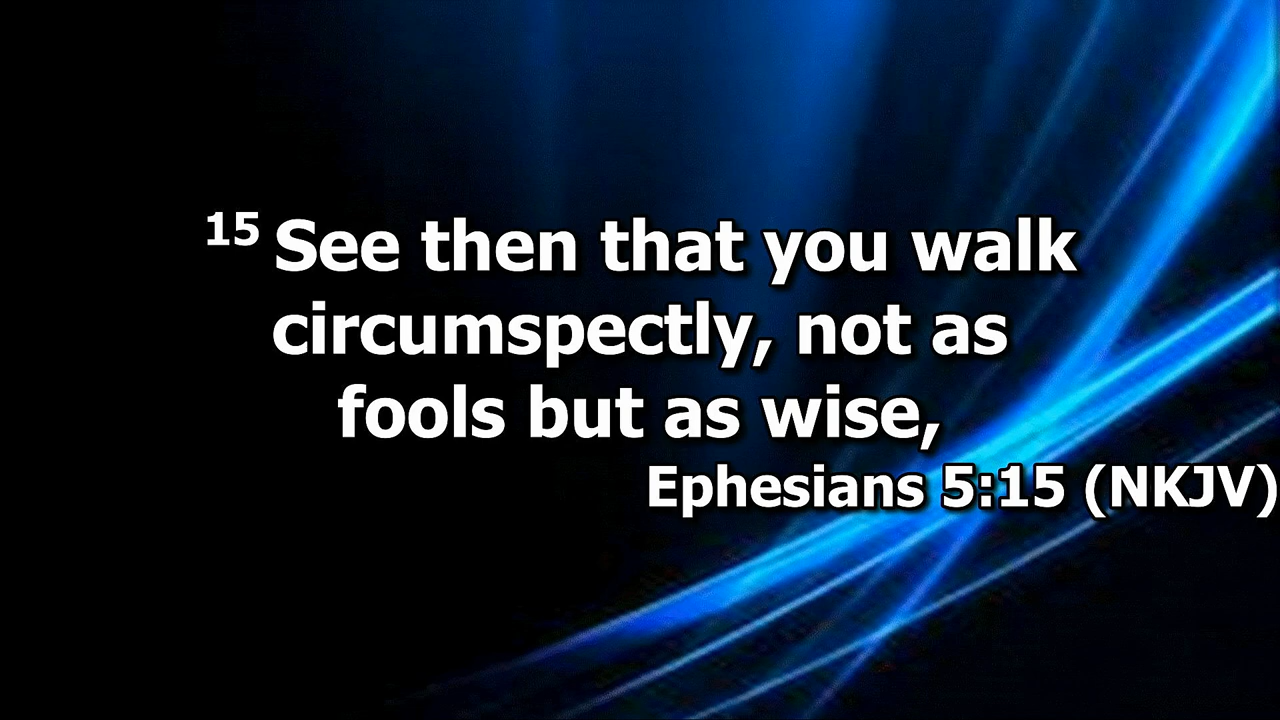 15 See then that you walk
circumspectly, not as
fools but as wise,
Ephesians 5:15 (NKJV)